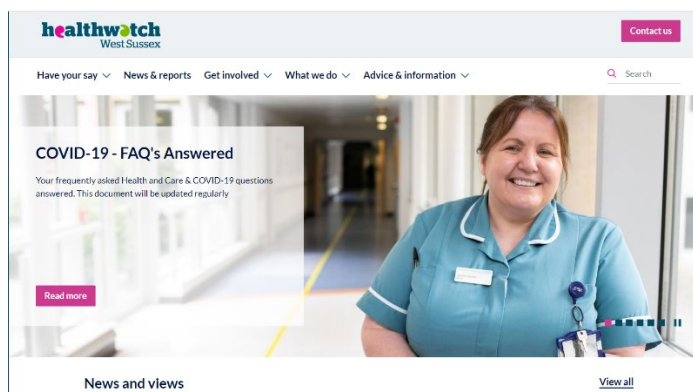 healthwatch
West Sussex
Contact us
Have your say
News & reports
Get involved
What we do
Advice & information
Search
COVID-19 - FAQ's Answered
Your frequently asked Health and Care & COVID-19 questions
answered. This document will be updated regularly
Read more
News and views
View all